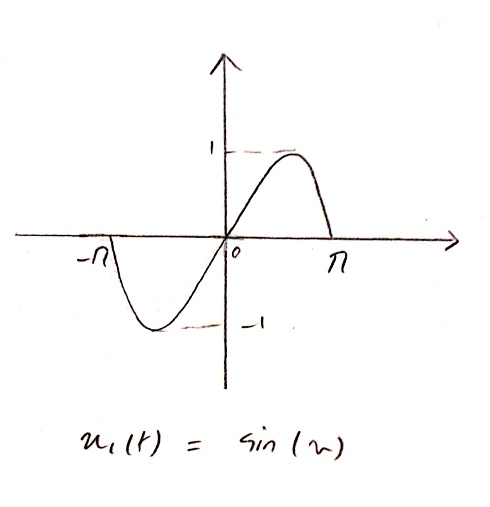 1
-π 0 π
-1
x₁(t) = sin(x)